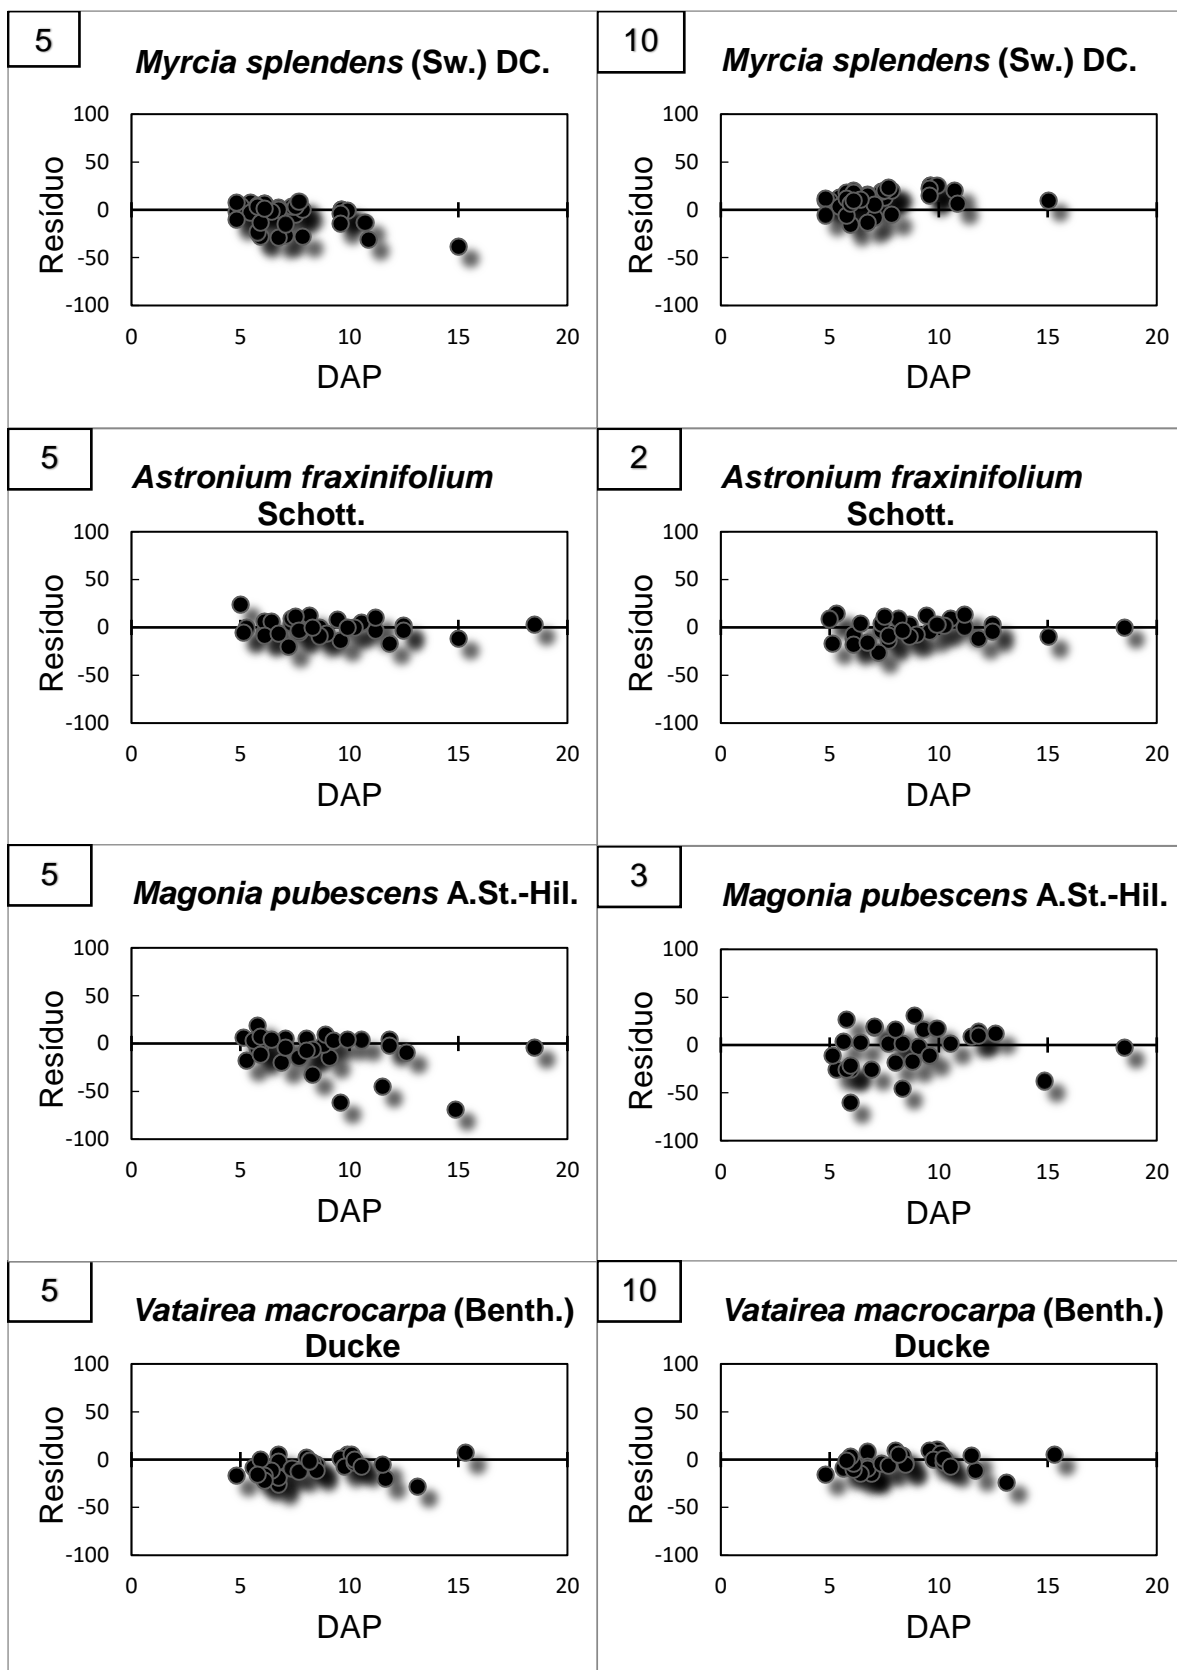 5
Myrcia splendens (Sw.) DC.
100
50
0
-50
-100
Resíduo
0 5 10 15 20
DAP
10
Myrcia splendens (Sw.) DC.
100
50
0
-50
-100
Resíduo
0 5 10 15 20
DAP
5
Astronium fraxinifolium
Schott.
100
50
0
-50
-100
Resíduo
0 5 10 15 20
DAP
2
Astronium fraxinifolium
Schott.
100
50
0
-50
-100
Resíduo
0 5 10 15 20
DAP
5
Magonia pubescens A.St.-Hil.
100
50
0
-50
-100
Resíduo
0 5 10 15 20
DAP
3
Magonia pubescens A.St.-Hil.
100
50
0
-50
-100
Resíduo
0 5 10 15 20
DAP
5
Vatairea macrocarpa (Benth.)
Ducke
100
50
0
-50
-100
Resíduo
0 5 10 15 20
DAP
10
Vatairea macrocarpa (Benth.)
Ducke
100
50
0
-50
-100
Resíduo
0 5 10 15 20
DAP